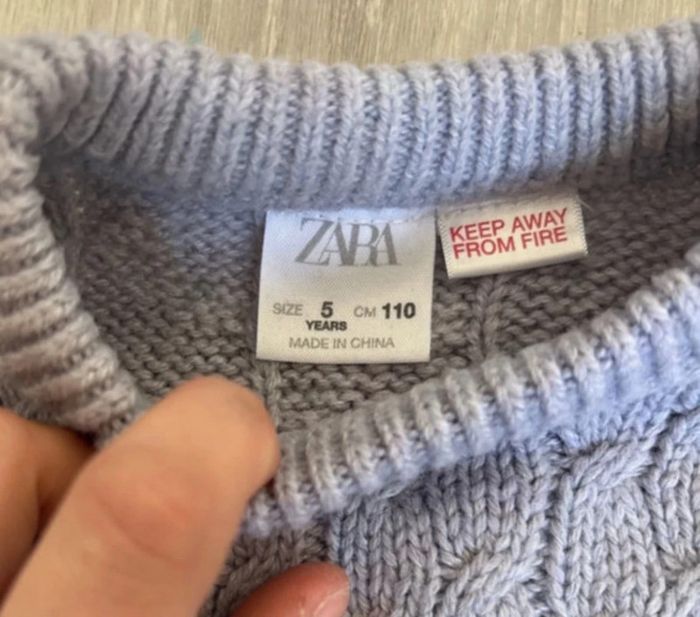 ZARA
SIZE 5 CM 110
YEARS
MADE IN CHINA
KEEP AWAY
FROM FIRE